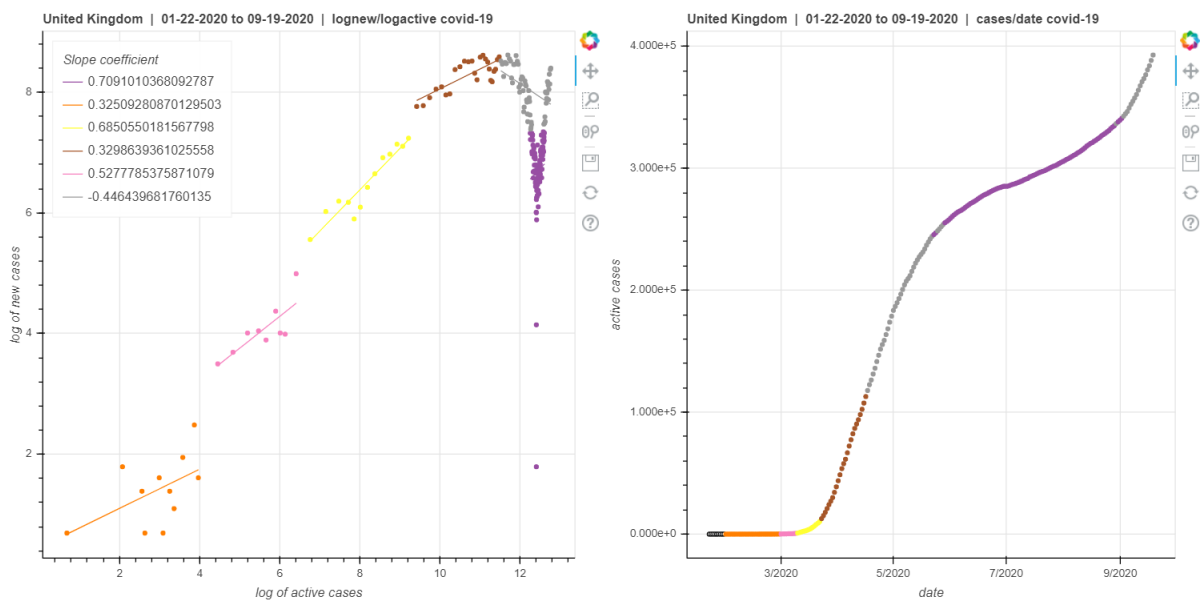 United Kingdom | 01-22-2020 to 09-19-2020 | lognew/logactive covid-19
Slope coefficient
0.7091010368092787
0.32509280870129503
0.6850550181567798
0.3298639361025558
0.5277785375871079
-0.446439681760135
log of new cases
8
6
4
2
2
4
6
8
10
12
log of active cases
United Kingdom | 01-22-2020 to 09-19-2020 | cases/date covid-19
active cases
4.000e+5
3.000e+5
2.000e+5
1.000e+5
0.000e+0
3/2020
5/2020
7/2020
9/2020
date